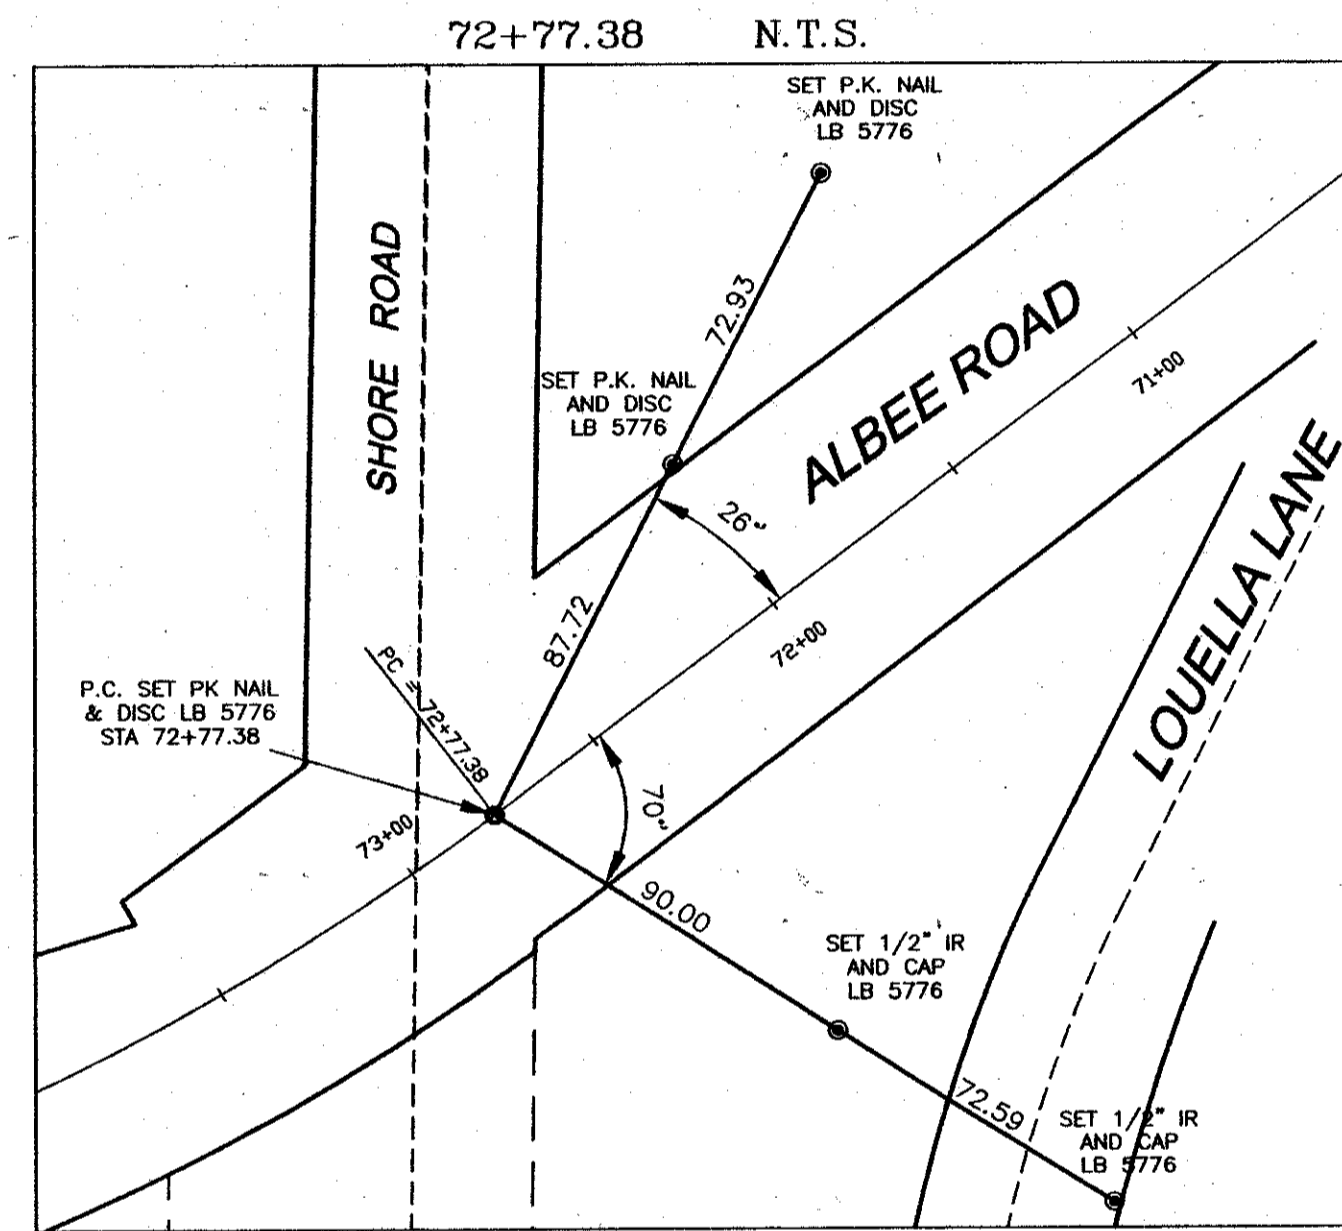 72+77.38 N.T.S.
SET P.K. NAIL
AND DISC
LB 5776
SHORE ROAD
72.93
ALBEE ROAD
71+00
SET P.K. NAIL
AND DISC
LB 5776
26°
LOUELLA LANE
87.72
72+00
PC = 72+77.38
P.C. SET PK NAIL
& DISC LB 5776
STA 72+77.38
70°
73+00
90.00
SET 1/2" IR
AND CAP
LB 5776
72.59
SET 1/2" IR
AND CAP
LB 5776